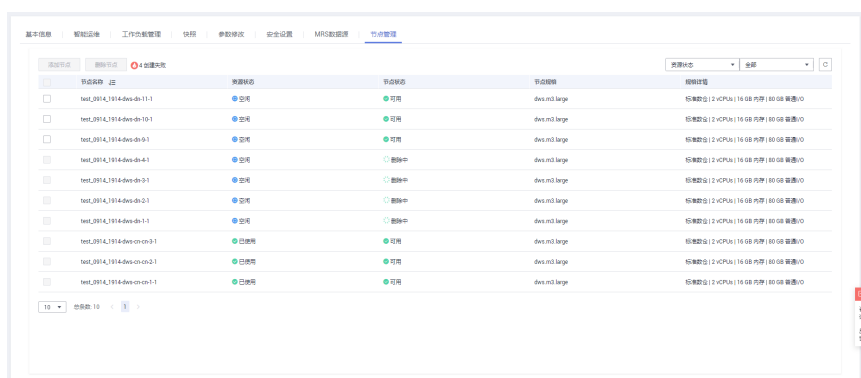 基本信息 智能运维 工作负载管理 快照 参数修改 安全设置 MRS数据源 节点管理
添加节点 删除节点 4 创建失败 资源状态 全部
节点名称 资源状态 节点状态 节点规格 规格详情
test_0914_1914-dws-dn-11-1 空闲 可用 dws.m3.large 标准数仓 | 2 vCPUs | 16 GB 内存 | 80 GB 普通I/O
test_0914_1914-dws-dn-10-1 空闲 可用 dws.m3.large 标准数仓 | 2 vCPUs | 16 GB 内存 | 80 GB 普通I/O
test_0914_1914-dws-dn-9-1 空闲 可用 dws.m3.large 标准数仓 | 2 vCPUs | 16 GB 内存 | 80 GB 普通I/O
test_0914_1914-dws-dn-4-1 空闲 删除中 dws.m3.large 标准数仓 | 2 vCPUs | 16 GB 内存 | 80 GB 普通I/O
test_0914_1914-dws-dn-3-1 空闲 删除中 dws.m3.large 标准数仓 | 2 vCPUs | 16 GB 内存 | 80 GB 普通I/O
test_0914_1914-dws-dn-2-1 空闲 删除中 dws.m3.large 标准数仓 | 2 vCPUs | 16 GB 内存 | 80 GB 普通I/O
test_0914_1914-dws-dn-1-1 空闲 删除中 dws.m3.large 标准数仓 | 2 vCPUs | 16 GB 内存 | 80 GB 普通I/O
test_0914_1914-dws-cn-cn-3-1 已使用 可用 dws.m3.large 标准数仓 | 2 vCPUs | 16 GB 内存 | 80 GB 普通I/O
test_0914_1914-dws-cn-cn-2-1 已使用 可用 dws.m3.large 标准数仓 | 2 vCPUs | 16 GB 内存 | 80 GB 普通I/O
test_0914_1914-dws-cn-cn-1-1 已使用 可用 dws.m3.large 标准数仓 | 2 vCPUs | 16 GB 内存 | 80 GB 普通I/O
10 总条数: 10 < 1 >